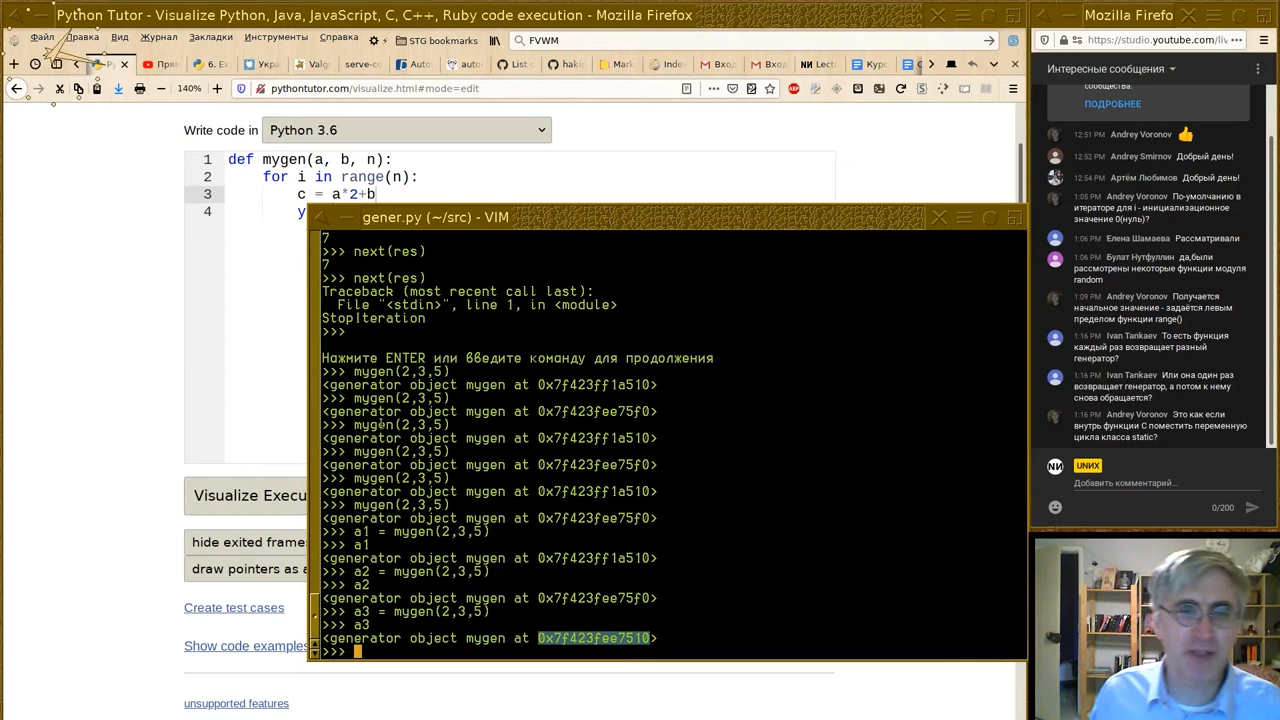 Python Tutor - Visualize Python, Java, JavaScript, C, C++, Ruby code execution - Mozilla Firefox
Файл Правка Вид Журнал Закладки Инструменты Справка STG bookmarks FVWM
Пря 6. Е Укра Valg serve-co Auto auto List c hakin Mark Index Вход Вход NИ Lectu Курс G
140% pythontutor.com/visualize.html#mode=edit
Write code in Python 3.6
1 def mygen(a, b, n):
2 for i in range(n):
3 c = a*2+b
4 y
Visualize Execu
hide exited frame
draw pointers as a
Create test cases
Show code examples
unsupported features
gener.py (~/src) - VIM
7
>>> next(res)
7
>>> next(res)
Traceback (most recent call last):
File "<stdin>", line 1, in <module>
StopIteration
>>>
Нажмите ENTER или введите команду для продолжения
>>> mygen(2,3,5)
<generator object mygen at 0x7f423ff1a510>
>>> mygen(2,3,5)
<generator object mygen at 0x7f423fee75f0>
>>> mygen(2,3,5)
<generator object mygen at 0x7f423ff1a510>
>>> mygen(2,3,5)
<generator object mygen at 0x7f423fee75f0>
>>> mygen(2,3,5)
<generator object mygen at 0x7f423ff1a510>
>>> mygen(2,3,5)
<generator object mygen at 0x7f423fee75f0>
>>> a1 = mygen(2,3,5)
>>> a1
<generator object mygen at 0x7f423ff1a510>
>>> a2 = mygen(2,3,5)
>>> a2
<generator object mygen at 0x7f423fee75f0>
>>> a3 = mygen(2,3,5)
>>> a3
<generator object mygen at 0x7f423fee7510>
>>>
Mozilla Firefo
https://studio.youtube.com/liv
Интересные сообщения
сообщества.
ПОДРОБНЕЕ
12:51 PM Andrey Voronov 👍
12:52 PM Andrey Smirnov Добрый день!
12:54 PM Артём Любимов Добрый день!
1:05 PM Andrey Voronov По-умолчанию в
итераторе для i - инициализационное
значение 0(нуль)?
1:06 PM Елена Шамаева Рассматривали
1:06 PM Булат Нутфуллин да,были
рассмотрены некоторые функции модуля
random
1:09 PM Andrey Voronov Получается
начальное значение - задаётся левым
пределом функции range()
1:16 PM Ivan Tankaev То есть функция
каждый раз возвращает разный
генератор?
1:16 PM Ivan Tankaev Или она один раз
возвращает генератор, а потом к нему
снова обращается?
1:16 PM Andrey Voronov Это как если
внутрь функции С поместить переменную
цикла класса static?
NИ UNИX
Добавить комментарий...
0/200